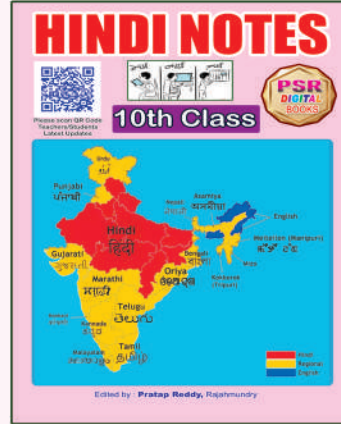 HINDI NOTES
PSR
DIGITAL
BOOKS
Please scan QR Code
Teachers/Students
Latest Updates
10th Class
Urdu
Punjabi
ਪੰਜਾਬੀ
Assamiya
অসমীয়া
English
Hindi
हिंदी
Gujarati
ગુજરાતી
Bengali
বাংলা
Mizo
Marathi
मराठी
Oriya
Telugu
తెలుగు
Kannada
Tamil
தமிழ்
Malayalam
Hindi
Regional
English
Edited by : Pratap Reddy, Rajahmundry